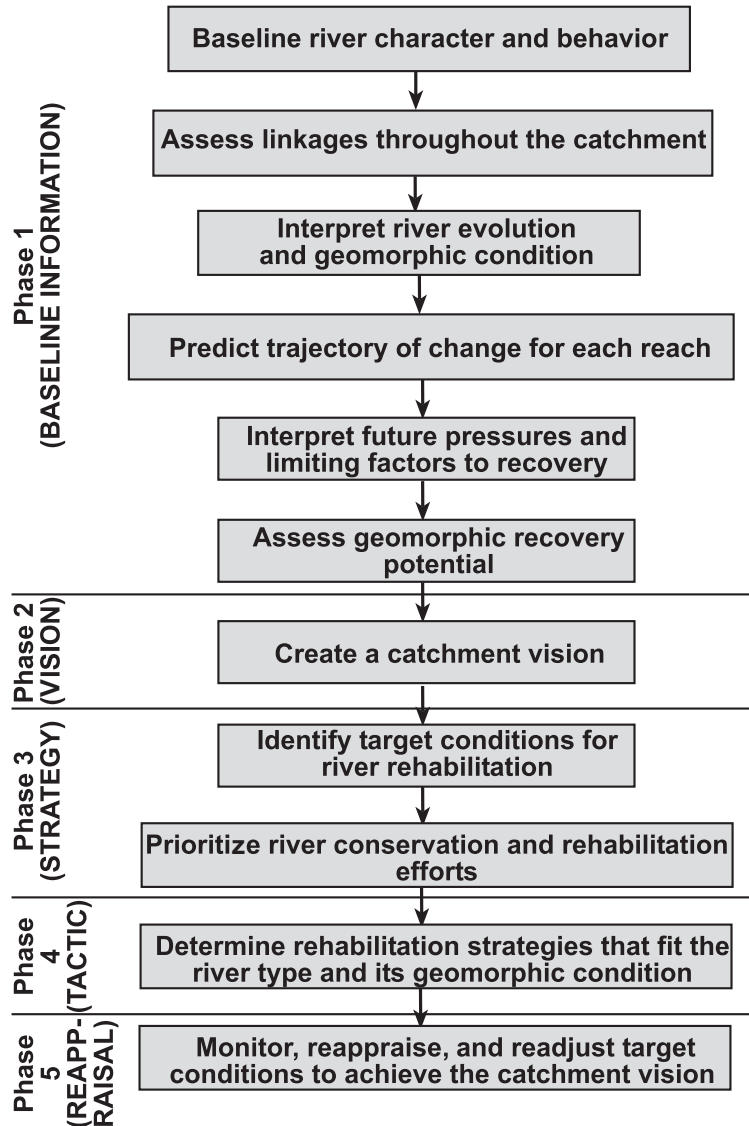 Phase 1
(BASELINE INFORMATION)
Baseline river character and behavior
Assess linkages throughout the catchment
Interpret river evolution
and geomorphic condition
Predict trajectory of change for each reach
Interpret future pressures and
limiting factors to recovery
Assess geomorphic recovery
potential
Phase 2
(VISION)
Create a catchment vision
Phase 3
(STRATEGY)
Identify target conditions for
river rehabilitation
Prioritize river conservation and rehabilitation
efforts
Phase
4
(TACTIC)
Determine rehabilitation strategies that fit the
river type and its geomorphic condition
Phase
5
(REAPP-
RAISAL)
Monitor, reappraise, and readjust target
conditions to achieve the catchment vision